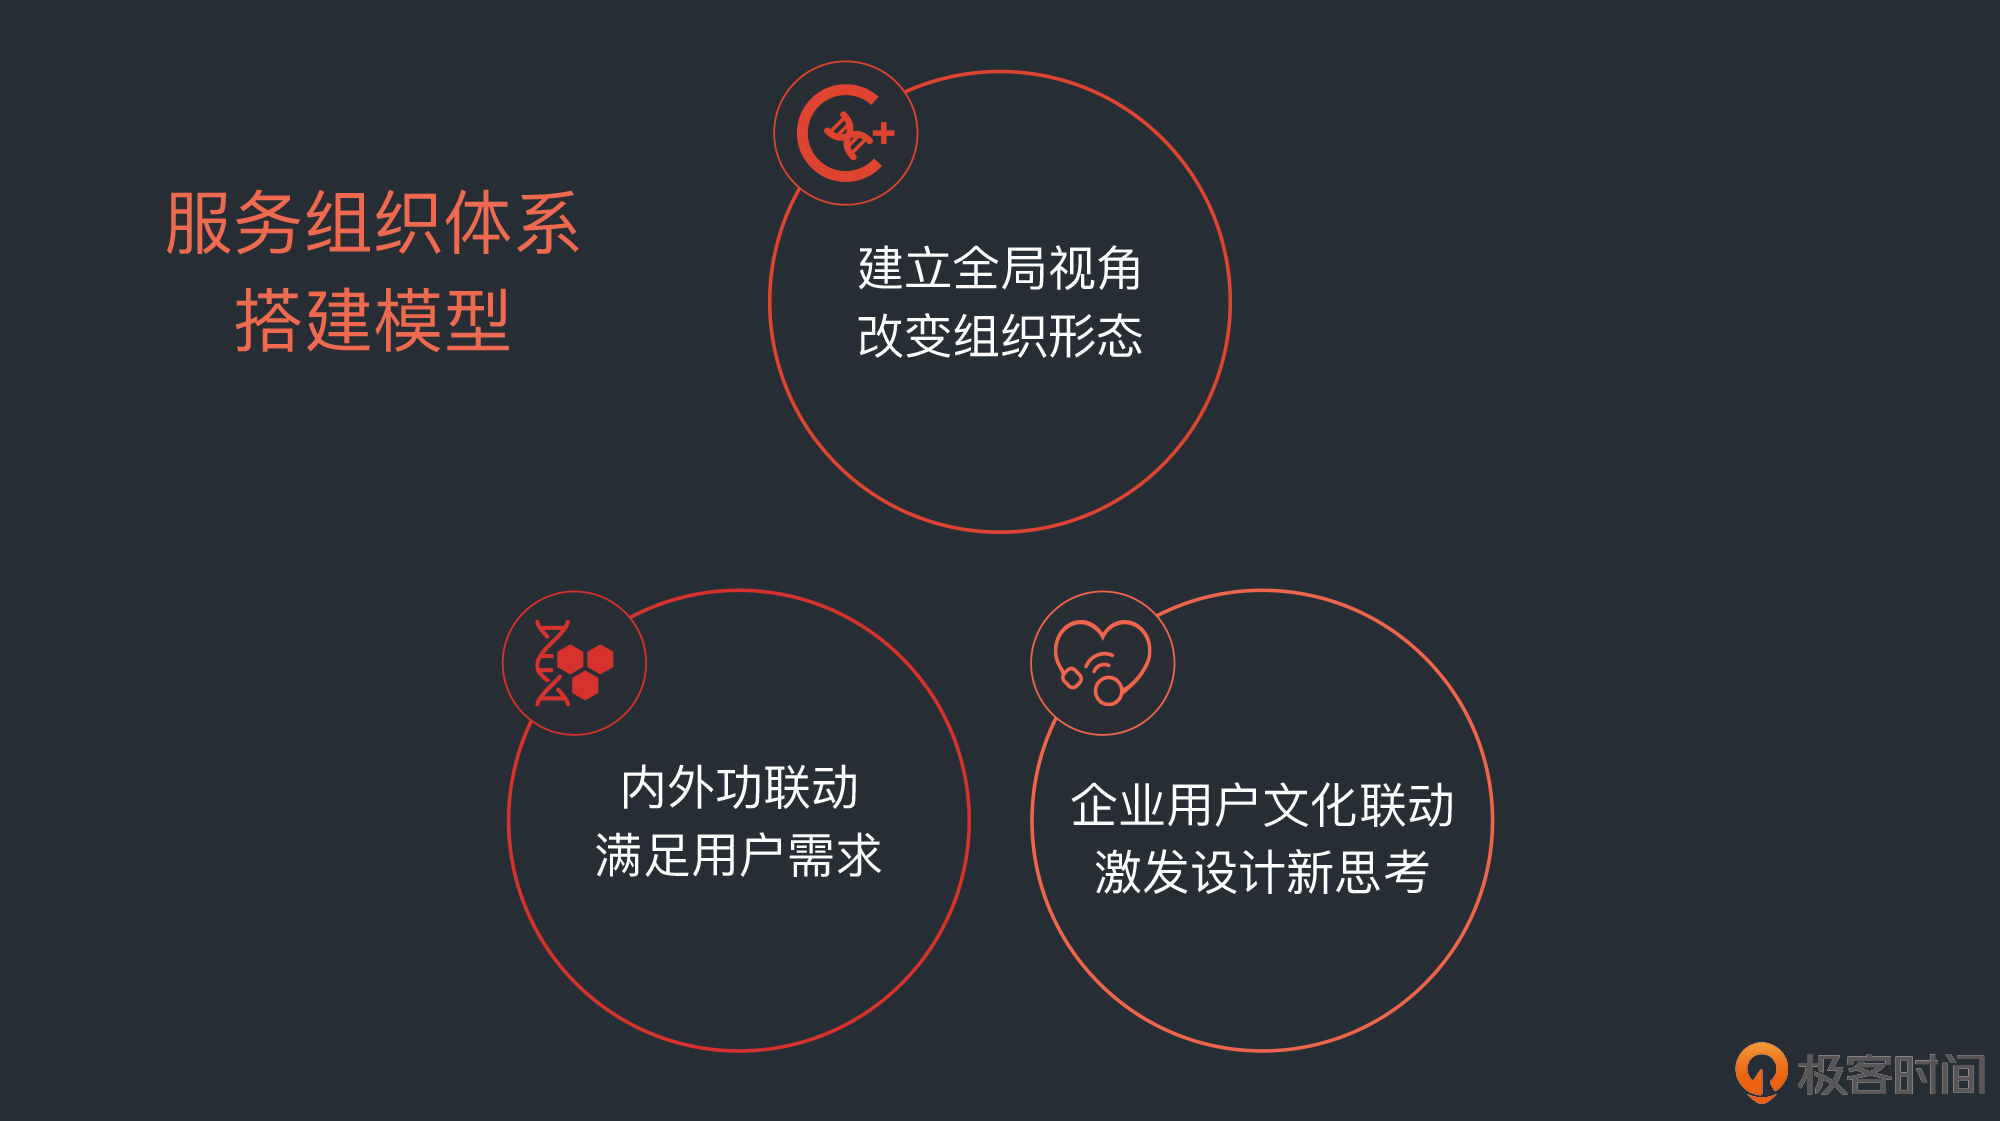 服务组织体系
搭建模型
建立全局视角
改变组织形态
内外功联动
满足用户需求
企业用户文化联动
激发设计新思考
极客时间